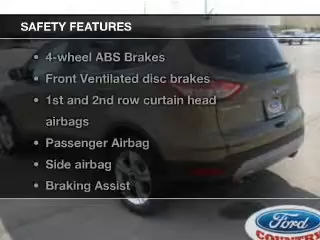 SAFETY FEATURES
• 4-wheel ABS Brakes
• Front Ventilated disc brakes
• 1st and 2nd row curtain head
airbags
• Passenger Airbag
• Side airbag
• Braking Assist
Ford
COUNTRY